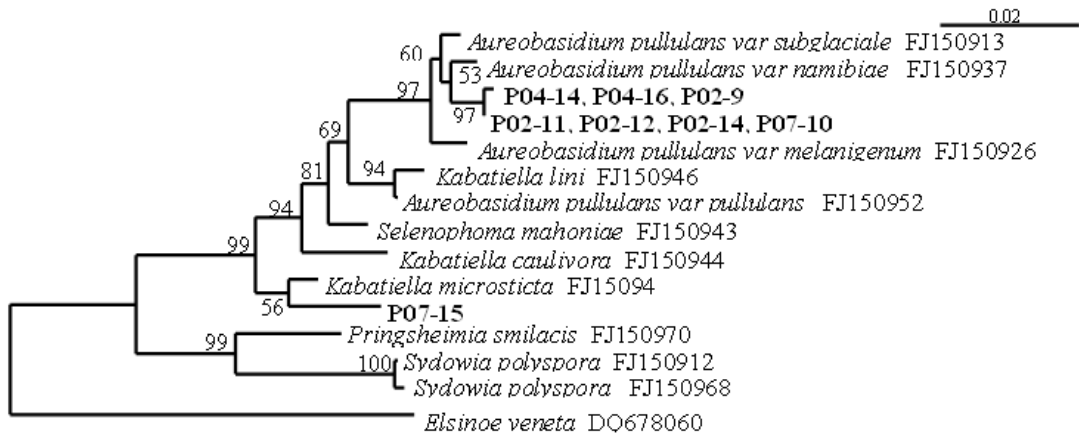 0.02
60
Aureobasidium pullulans var subglaciale FJ150913
53
Aureobasidium pullulans var namibiae FJ150937
97
P04-14, P04-16, P02-9
97
P02-11, P02-12, P02-14, P07-10
69
Aureobasidium pullulans var melanigenum FJ150926
81
94
Kabatiella lini FJ150946
Aureobasidium pullulans var pullulans FJ150952
94
Selenophoma mahoniae FJ150943
99
Kabatiella caulivora FJ150944
Kabatiella microsticta FJ15094
56
P07-15
99
Pringsheimia smilacis FJ150970
100
Sydowia polyspora FJ150912
Sydowia polyspora FJ150968
Elsinoe veneta DQ678060